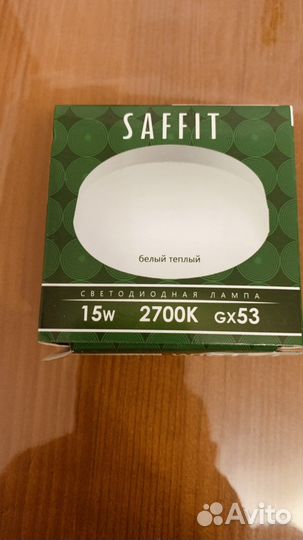 SAFFIT
белый теплый
СВЕТОДИОДНАЯ ЛАМПА
15W 2700K GX53
Avito